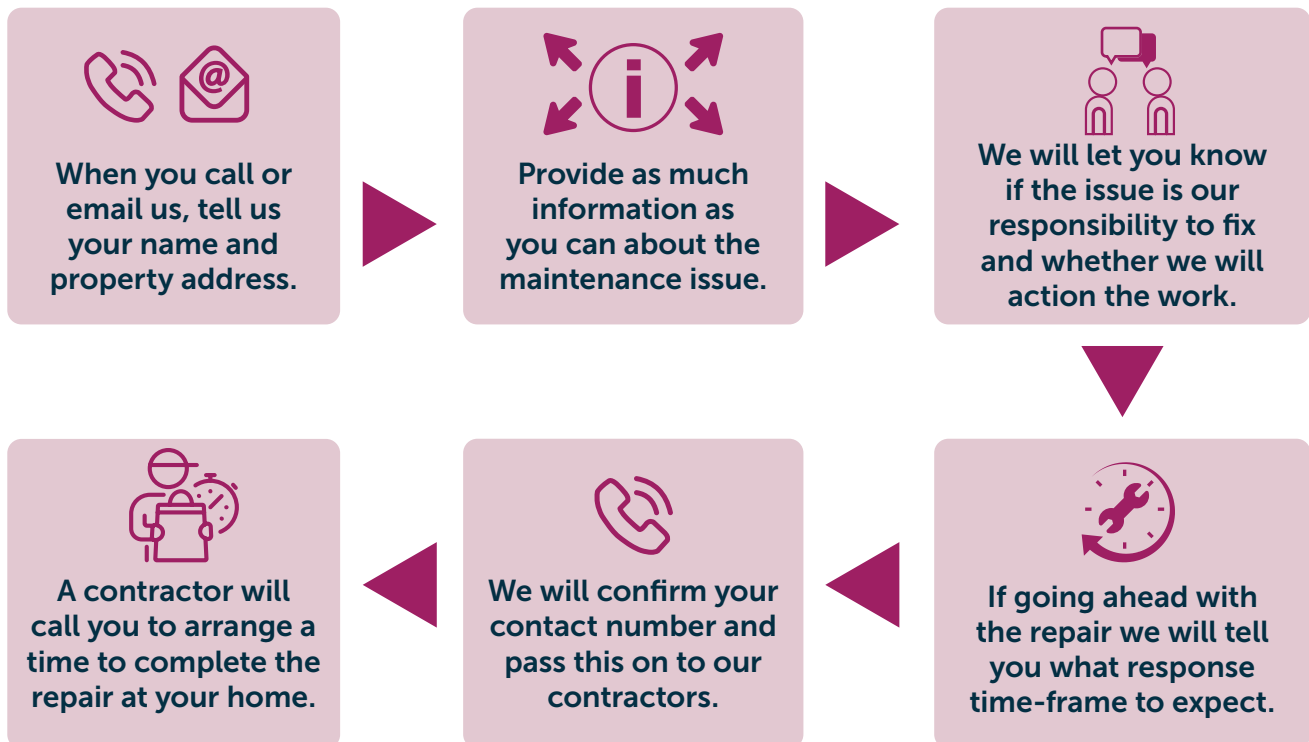 When you call or
email us, tell us
your name and
property address.
Provide as much
information as
you can about the
maintenance issue.
We will let you know
if the issue is our
responsibility to fix
and whether we will
action the work.
If going ahead with
the repair we will tell
you what response
time-frame to expect.
We will confirm your
contact number and
pass this on to our
contractors.
A contractor will
call you to arrange a
time to complete the
repair at your home.